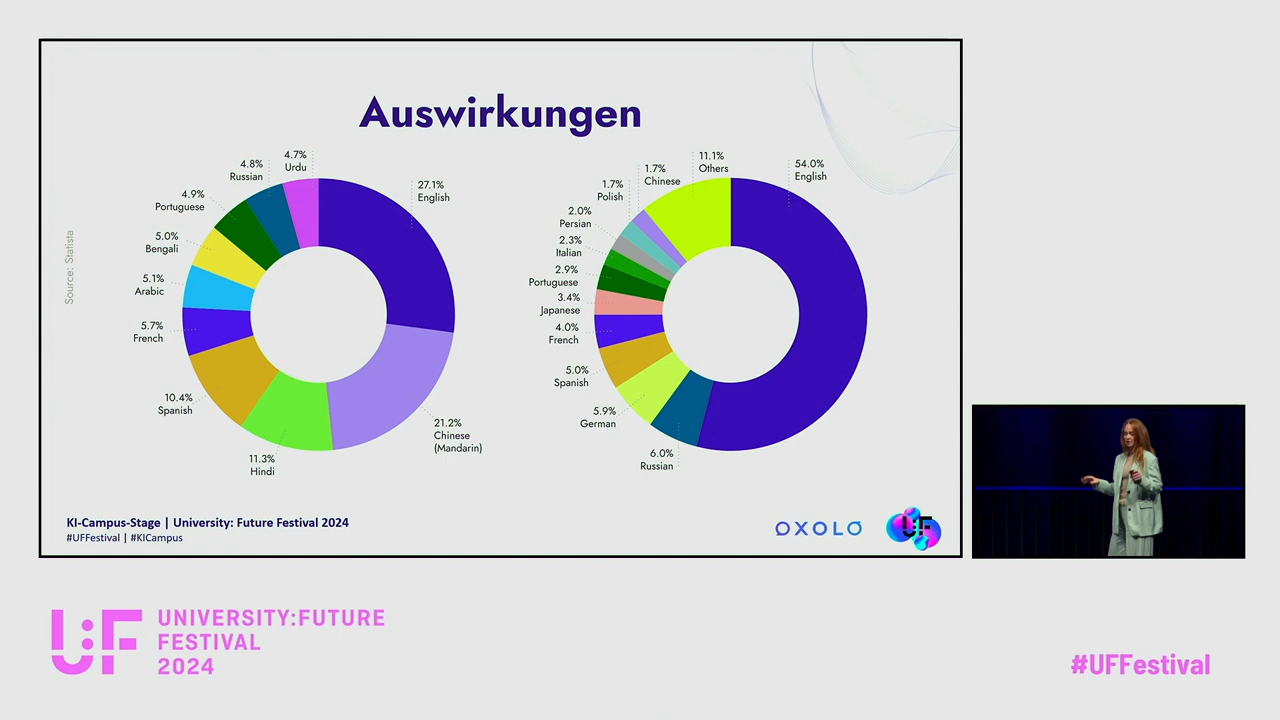 Auswirkungen
Source: Statista
27.1%
English
21.2%
Chinese
(Mandarin)
11.3%
Hindi
10.4%
Spanish
5.7%
French
5.1%
Arabic
5.0%
Bengali
4.9%
Portuguese
4.8%
Russian
4.7%
Urdu
54.0%
English
6.0%
Russian
5.9%
German
5.0%
Spanish
4.0%
French
3.4%
Japanese
2.9%
Portuguese
2.3%
Italian
2.0%
Persian
1.7%
Polish
1.7%
Chinese
11.1%
Others
KI-Campus-Stage | University: Future Festival 2024
#UFFestival | #KICampus
OXOLO
U:F
U:F
UNIVERSITY:FUTURE
FESTIVAL
2024
#UFFestival